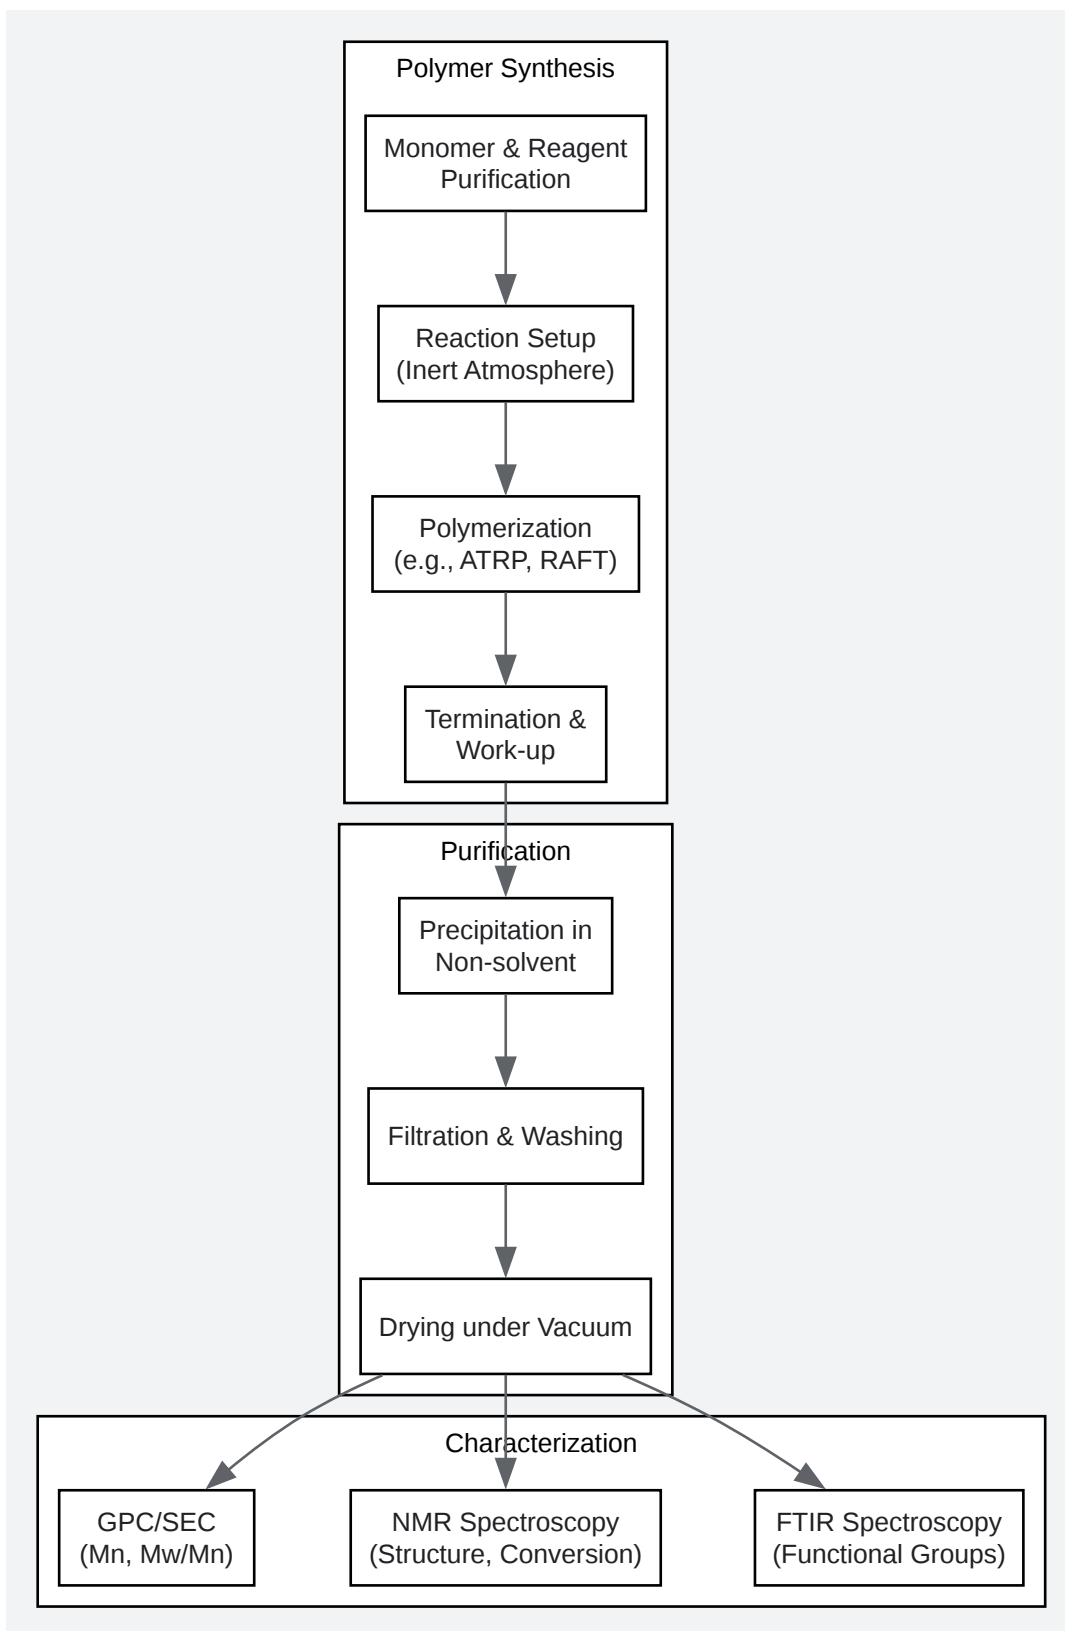 Polymer Synthesis
Monomer & Reagent
Purification
Reaction Setup
(Inert Atmosphere)
Polymerization
(e.g., ATRP, RAFT)
Termination &
Work-up
Purification
Precipitation in
Non-solvent
Filtration & Washing
Drying under Vacuum
Characterization
GPC/SEC
(Mn, Mw/Mn)
NMR Spectroscopy
(Structure, Conversion)
FTIR Spectroscopy
(Functional Groups)